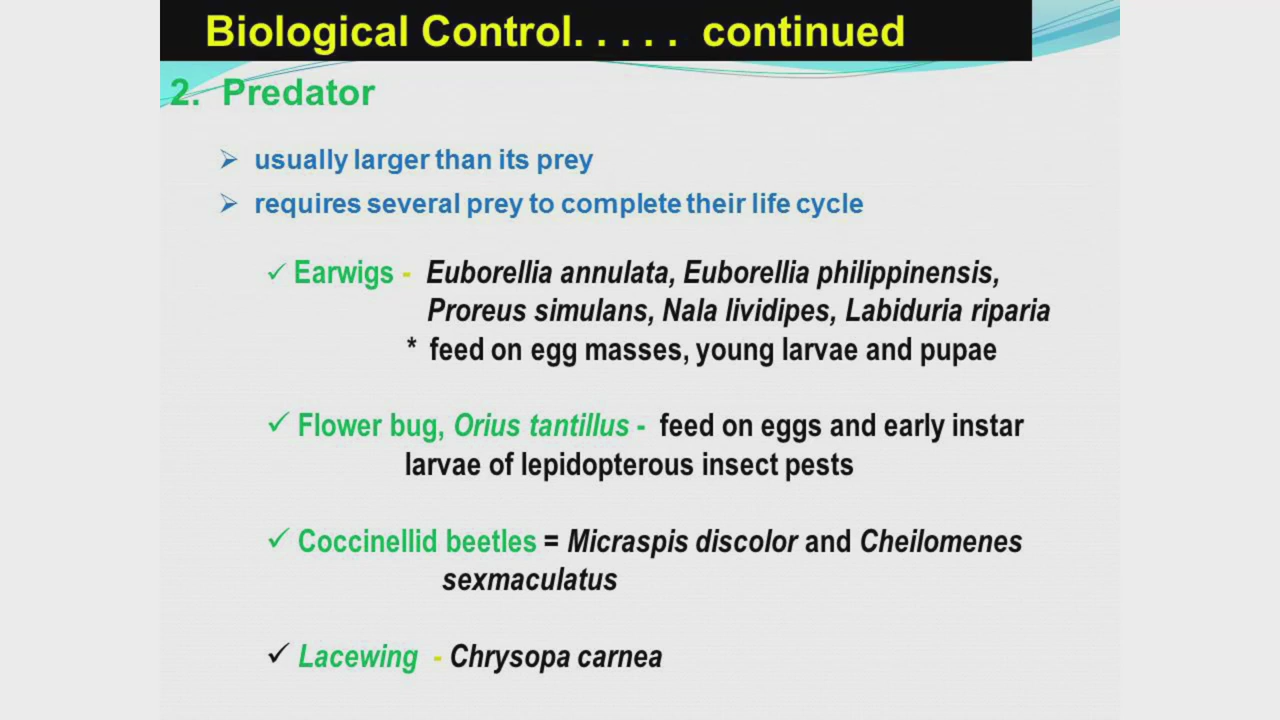 Biological Control. . . . .  continued
2.  Predator
➢ usually larger than its prey
➢ requires several prey to complete their life cycle
✓ Earwigs - Euborellia annulata, Euborellia philippinensis,
Proreus simulans, Nala lividipes, Labiduria riparia
* feed on egg masses, young larvae and pupae
✓ Flower bug, Orius tantillus - feed on eggs and early instar
larvae of lepidopterous insect pests
✓ Coccinellid beetles = Micraspis discolor and Cheilomenes
sexmaculatus
✓ Lacewing - Chrysopa carnea